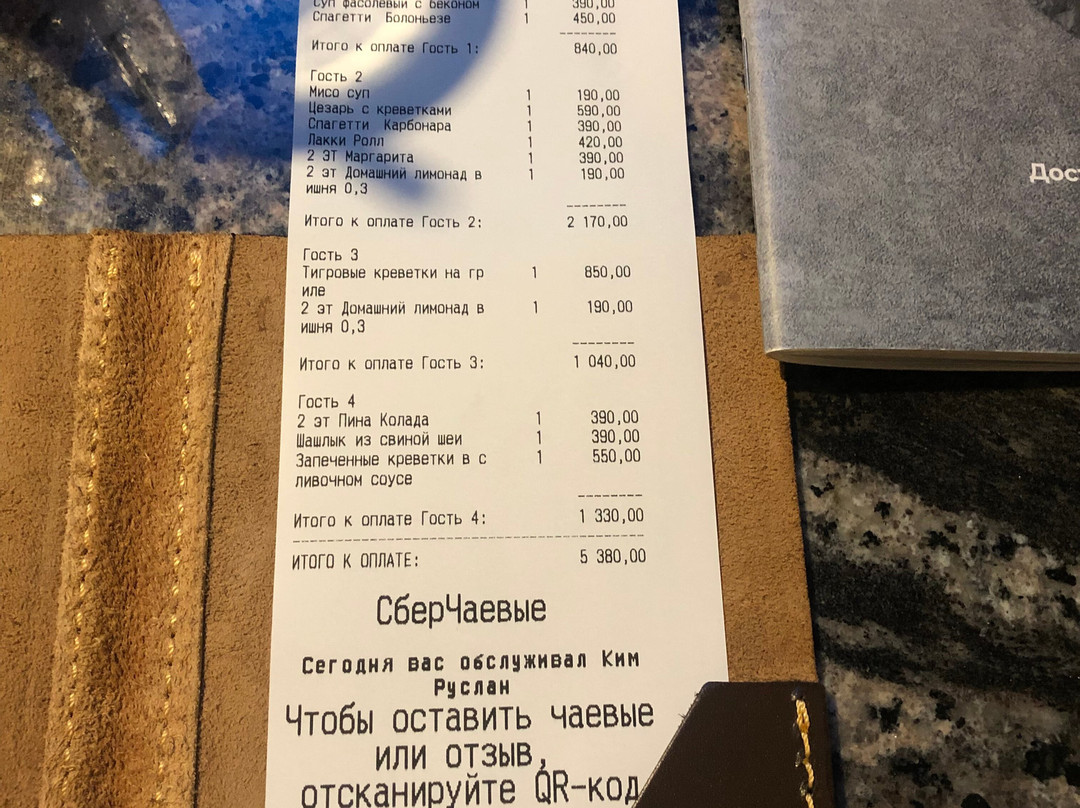 Суп фасолевый с беконом 1 390,00
Спагетти Болоньезе 1 450,00
Итого к оплате Гость 1: 840,00
Гость 2
Мисо суп 1 190,00
Цезарь с креветками 1 590,00
Спагетти Карбонара 1 390,00
Лакки Ролл 1 420,00
2 ЭТ Маргарита 1 390,00
2 эт Домашний лимонад в 1 190,00
ишня 0,3
Итого к оплате Гость 2: 2 170,00
Гость 3
Тигровые креветки на гр 1 850,00
иле
2 эт Домашний лимонад в 1 190,00
ишня 0,3
Итого к оплате Гость 3: 1 040,00
Гость 4
2 эт Пина Колада 1 390,00
Шашлык из свиной шеи 1 390,00
Запеченные креветки в с 1 550,00
ливочном соусе
Итого к оплате Гость 4: 1 330,00
ИТОГО К ОПЛАТЕ: 5 380,00
СберЧаевые
Сегодня вас обслуживал Ким
Руслан
Чтобы оставить чаевые
или отзыв,
отсканируйте QR-код
Дос